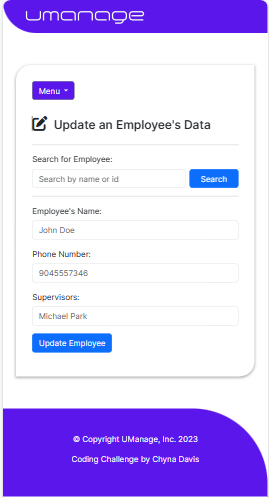 umanage
Menu
Update an Employee's Data
Search for Employee:
Search by name or id
Search
Employee's Name:
John Doe
Phone Number:
9045557346
Supervisors:
Michael Park
Update Employee
© Copyright UManage, Inc. 2023
Coding Challenge by Chyna Davis